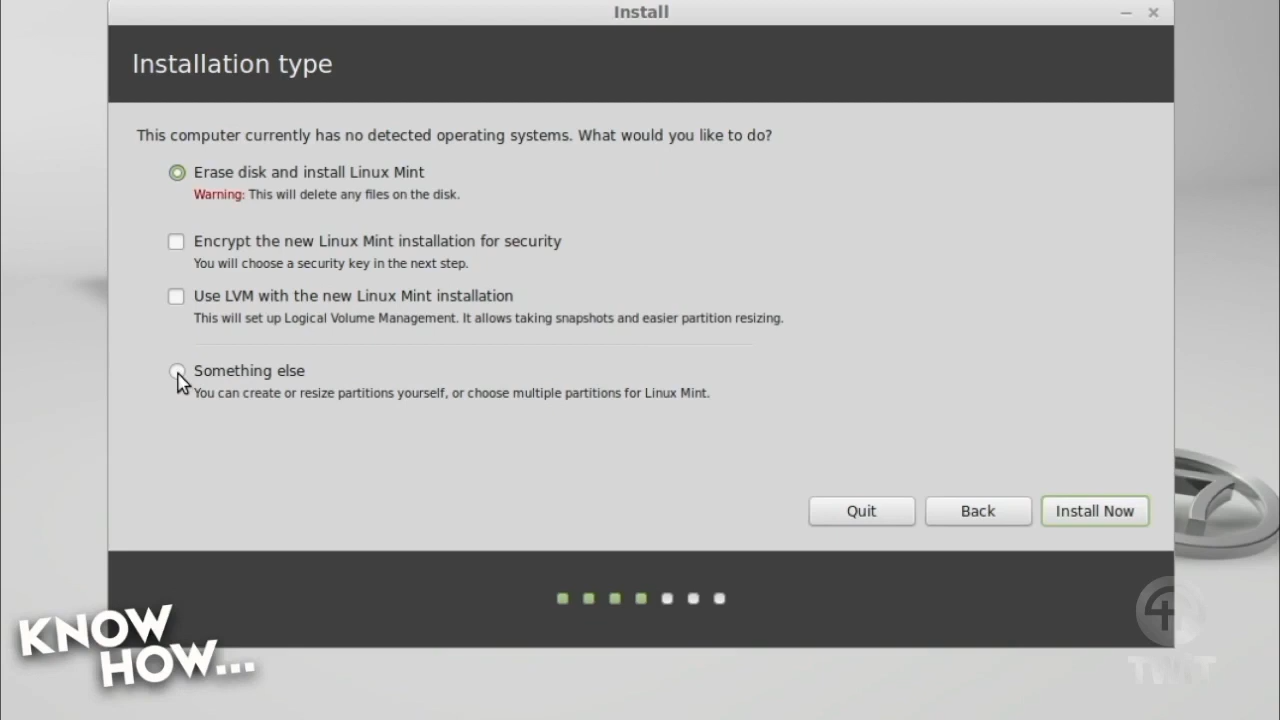 Install
Installation type
This computer currently has no detected operating systems. What would you like to do?
Erase disk and install Linux Mint
Warning: This will delete any files on the disk.
Encrypt the new Linux Mint installation for security
You will choose a security key in the next step.
Use LVM with the new Linux Mint installation
This will set up Logical Volume Management. It allows taking snapshots and easier partition resizing.
Something else
You can create or resize partitions yourself, or choose multiple partitions for Linux Mint.
Quit Back Install Now
7
KNOW
HOW...
TWiT